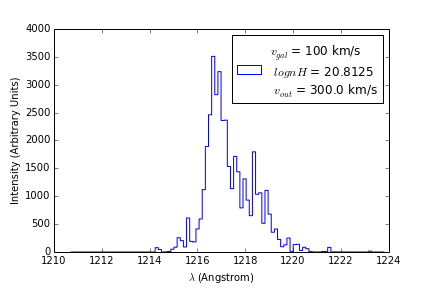 4000
3500
3000
2500
2000
1500
1000
500
0
Intensity (Arbitrary Units)
v_gal = 100 km/s
lognH = 20.8125
v_out = 300.0 km/s
1210 1212 1214 1216 1218 1220 1222 1224
λ (Angstrom)